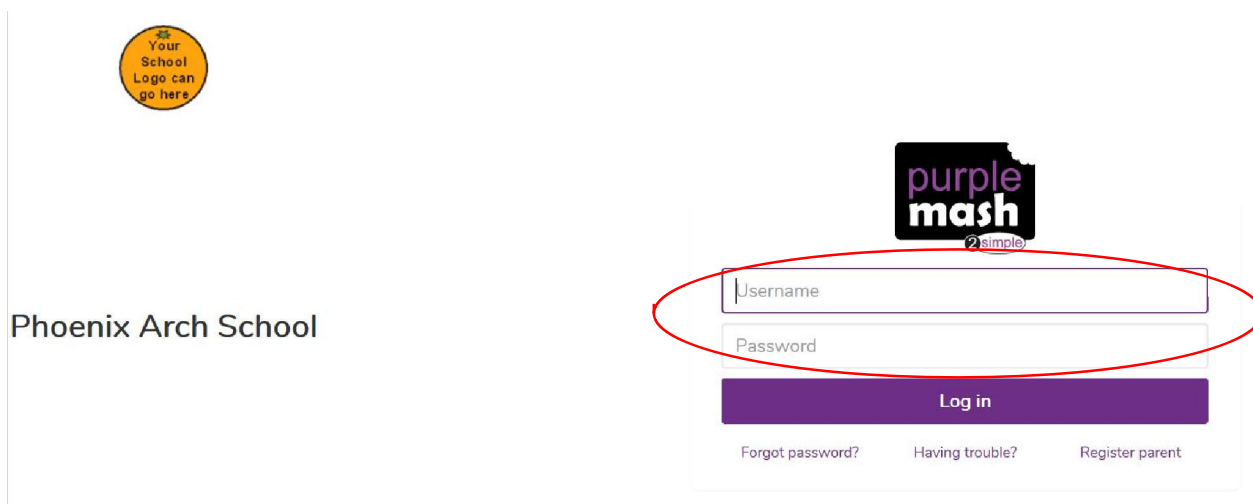 Your
School
Logo can
go here
purple
mash
2simple
Username
Phoenix Arch School
Password
Log in
Forgot password? Having trouble? Register parent